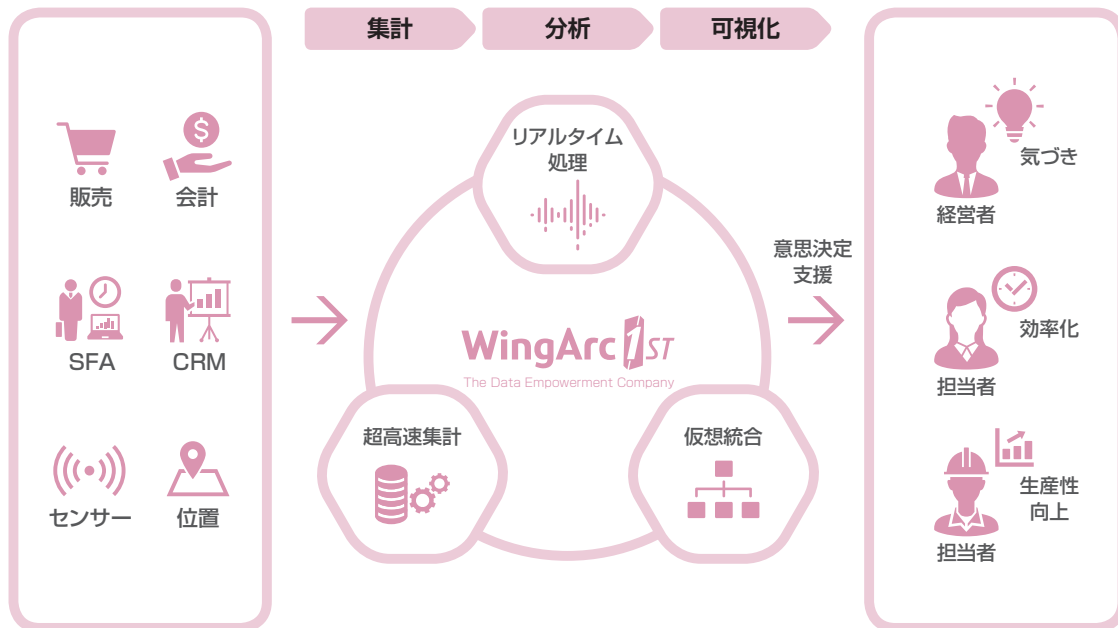 集計
分析
可視化
販売
会計
SFA
CRM
センサー
位置
リアルタイム
処理
WingArc 1ST
The Data Empowerment Company
超高速集計
仮想統合
意思決定
支援
気づき
経営者
効率化
担当者
生産性
向上
担当者